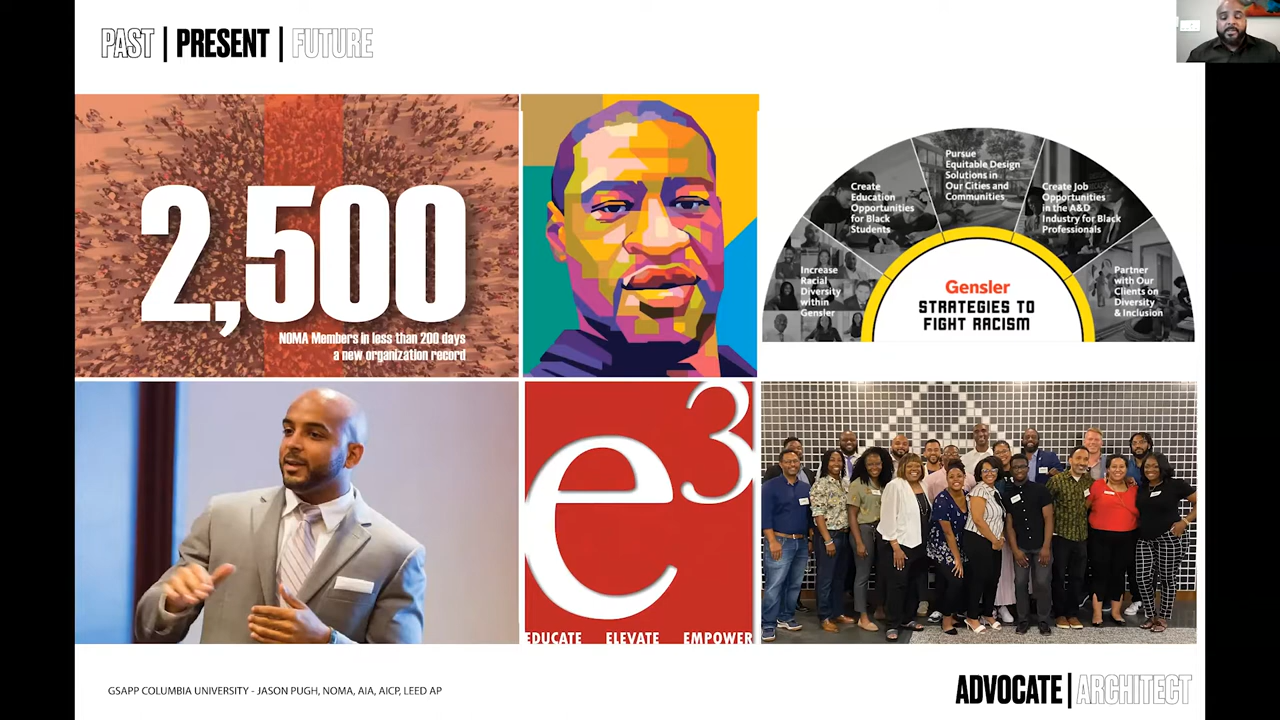 PAST | PRESENT | FUTURE
2,500
NOMA Members in less than 200 days
a new organization record
Increase
Racial
Diversity
within
Gensler
Create
Education
Opportunities
for Black
Students
Pursue
Equitable Design
Solutions in
Our Cities and
Communities
Create Job
Opportunities
in the A&D
Industry for Black
Professionals
Partner
with Our
Clients on
Diversity
& Inclusion
Gensler
STRATEGIES TO
FIGHT RACISM
e3
EDUCATE ELEVATE EMPOWER
GSAPP COLUMBIA UNIVERSITY - JASON PUGH, NOMA, AIA, AICP, LEED AP
ADVOCATE | ARCHITECT